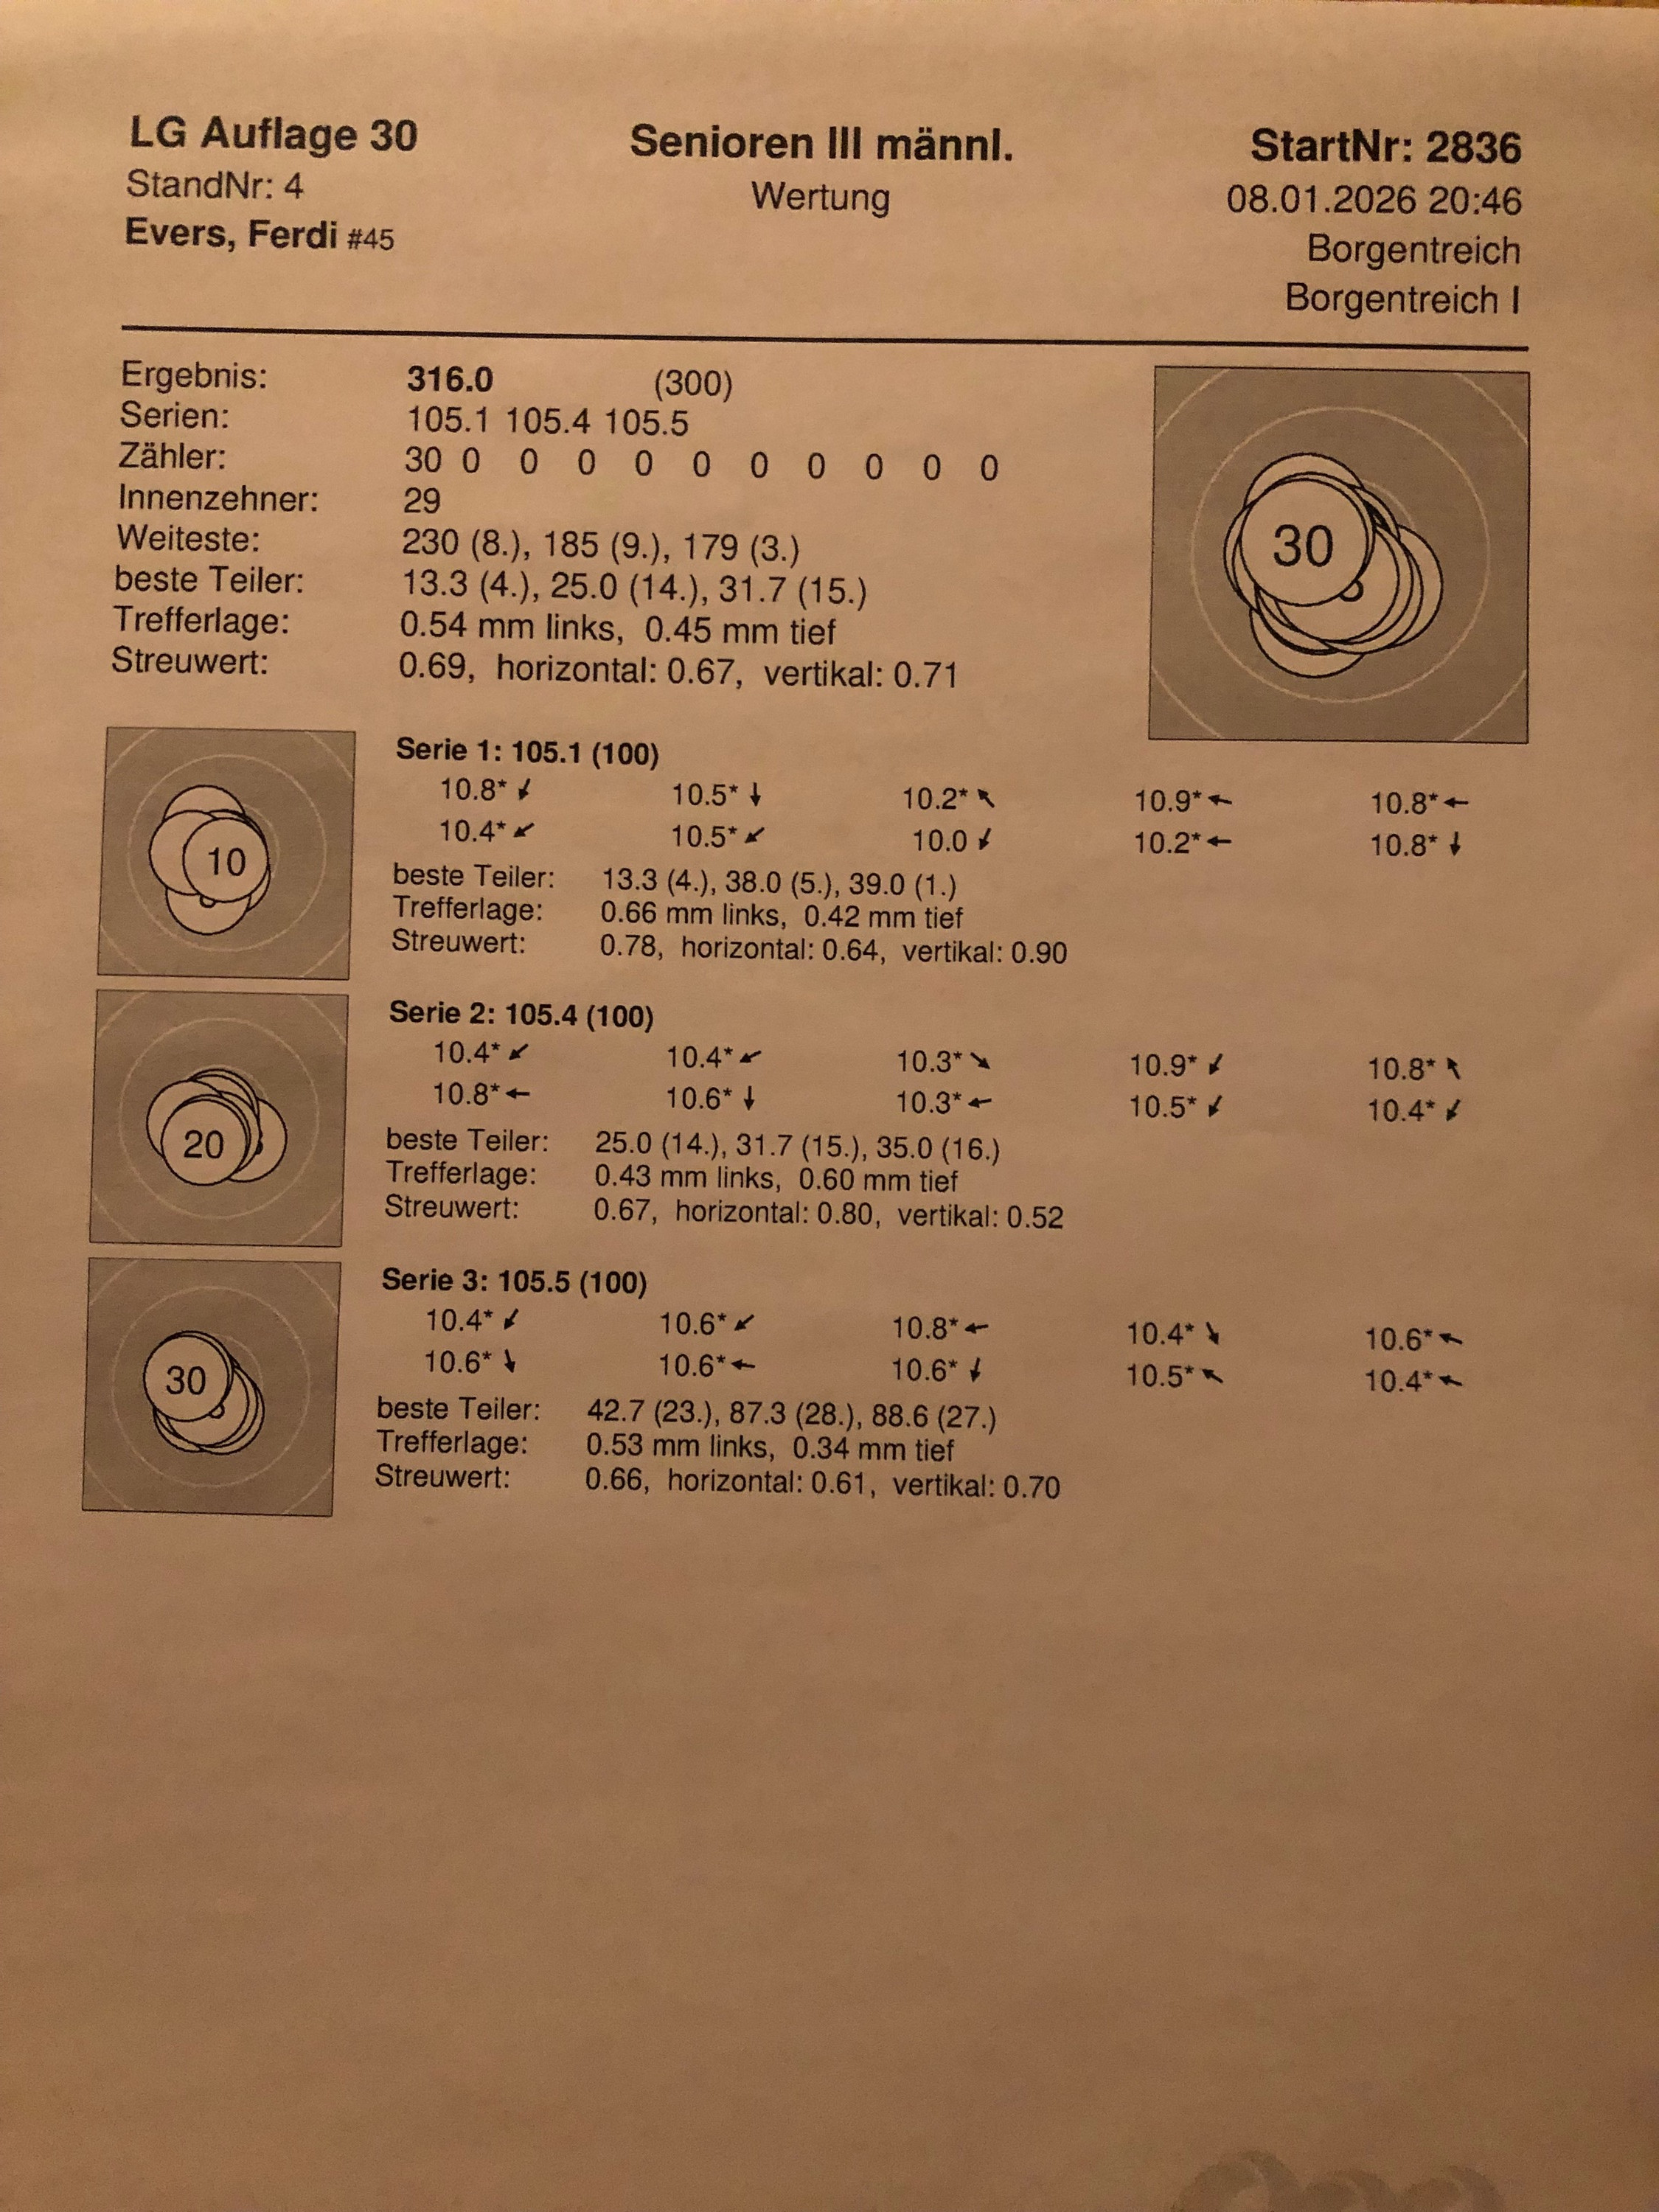 LG Auflage 30 Senioren III männl. StartNr: 2836
StandNr: 4 Wertung 08.01.2026 20:46
Evers, Ferdi #45 Borgentreich
Borgentreich I
Ergebnis: 316.0 (300)
Serien: 105.1 105.4 105.5
Zähler: 30 0 0 0 0 0 0 0 0 0 0
Innenzehner: 29
Weiteste: 230 (8.), 185 (9.), 179 (3.)
beste Teiler: 13.3 (4.), 25.0 (14.), 31.7 (15.)
Trefferlage: 0.54 mm links, 0.45 mm tief
Streuwert: 0.69, horizontal: 0.67, vertikal: 0.71
30
Serie 1: 105.1 (100)
10.8* ↙ 10.5* ↓ 10.2* ↖ 10.9* ← 10.8* ←
10.4* ↙ 10.5* ↙ 10.0 ↙ 10.2* ← 10.8* ↓
10
beste Teiler: 13.3 (4.), 38.0 (5.), 39.0 (1.)
Trefferlage: 0.66 mm links, 0.42 mm tief
Streuwert: 0.78, horizontal: 0.64, vertikal: 0.90
Serie 2: 105.4 (100)
10.4* ↙ 10.4* ↙ 10.3* ↘ 10.9* ↙ 10.8* ↖
10.8* ← 10.6* ↓ 10.3* ← 10.5* ↙ 10.4* ↙
20
beste Teiler: 25.0 (14.), 31.7 (15.), 35.0 (16.)
Trefferlage: 0.43 mm links, 0.60 mm tief
Streuwert: 0.67, horizontal: 0.80, vertikal: 0.52
Serie 3: 105.5 (100)
10.4* ↙ 10.6* ↙ 10.8* ← 10.4* ↘ 10.6* ↖
10.6* ↘ 10.6* ← 10.6* ↓ 10.5* ↖ 10.4* ↖
30
beste Teiler: 42.7 (23.), 87.3 (28.), 88.6 (27.)
Trefferlage: 0.53 mm links, 0.34 mm tief
Streuwert: 0.66, horizontal: 0.61, vertikal: 0.70